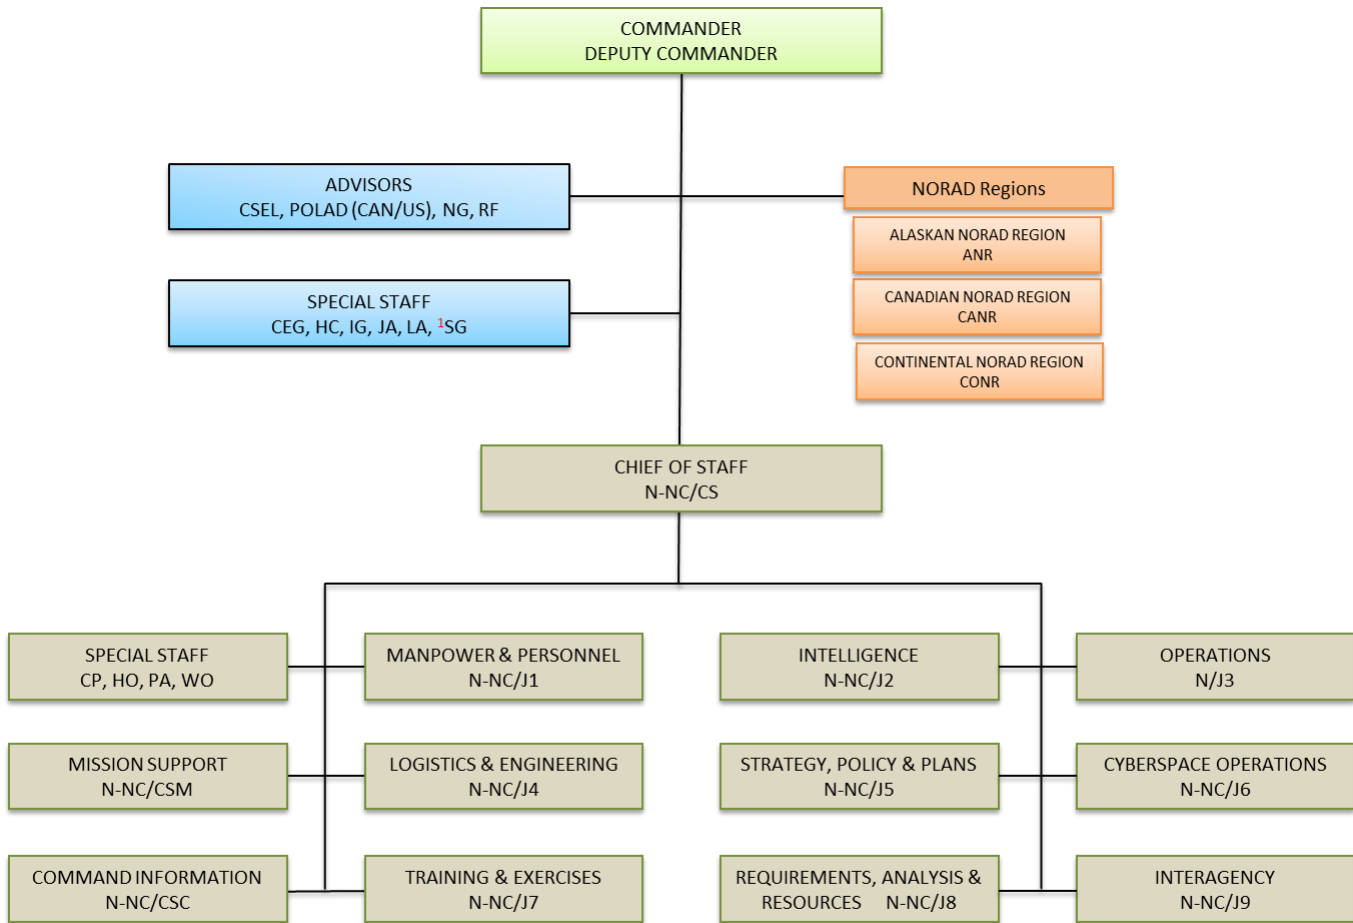 COMMANDER
DEPUTY COMMANDER
ADVISORS
CSEL, POLAD (CAN/US), NG, RF
NORAD Regions
ALASKAN NORAD REGION
ANR
SPECIAL STAFF
CEG, HC, IG, JA, LA, ¹SG
CANADIAN NORAD REGION
CANR
CONTINENTAL NORAD REGION
CONR
CHIEF OF STAFF
N-NC/CS
SPECIAL STAFF
CP, HO, PA, WO
MANPOWER & PERSONNEL
N-NC/J1
INTELLIGENCE
N-NC/J2
OPERATIONS
N/J3
MISSION SUPPORT
N-NC/CSM
LOGISTICS & ENGINEERING
N-NC/J4
STRATEGY, POLICY & PLANS
N-NC/J5
CYBERSPACE OPERATIONS
N-NC/J6
COMMAND INFORMATION
N-NC/CSC
TRAINING & EXERCISES
N-NC/J7
REQUIREMENTS, ANALYSIS &
RESOURCES N-NC/J8
INTERAGENCY
N-NC/J9